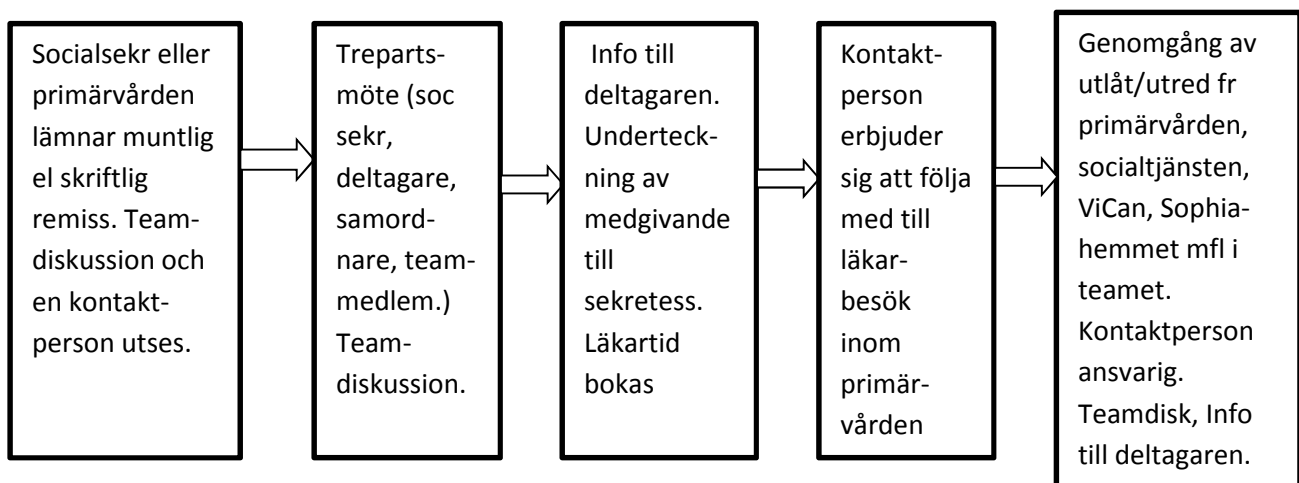 Socialsekr eller
primärvården
lämnar muntlig
el skriftlig
remiss. Team-
diskussion och
en kontakt-
person utses.
Treparts-
möte (soc
sekr,
deltagare,
samord-
nare, team-
medlem.)
Team-
diskussion.
Info till
deltagaren.
Underteck-
ning av
medgivande
till
sekretess.
Läkartid
bokas
Kontakt-
person
erbjuder
sig att följa
med till
läkar-
besök
inom
primär-
vården
Genomgång av
utlåt/utred fr
primärvården,
socialtjänsten,
ViCan, Sophia-
hemmet mfl i
teamet.
Kontaktperson
ansvarig.
Teamdisk, Info
till deltagaren.